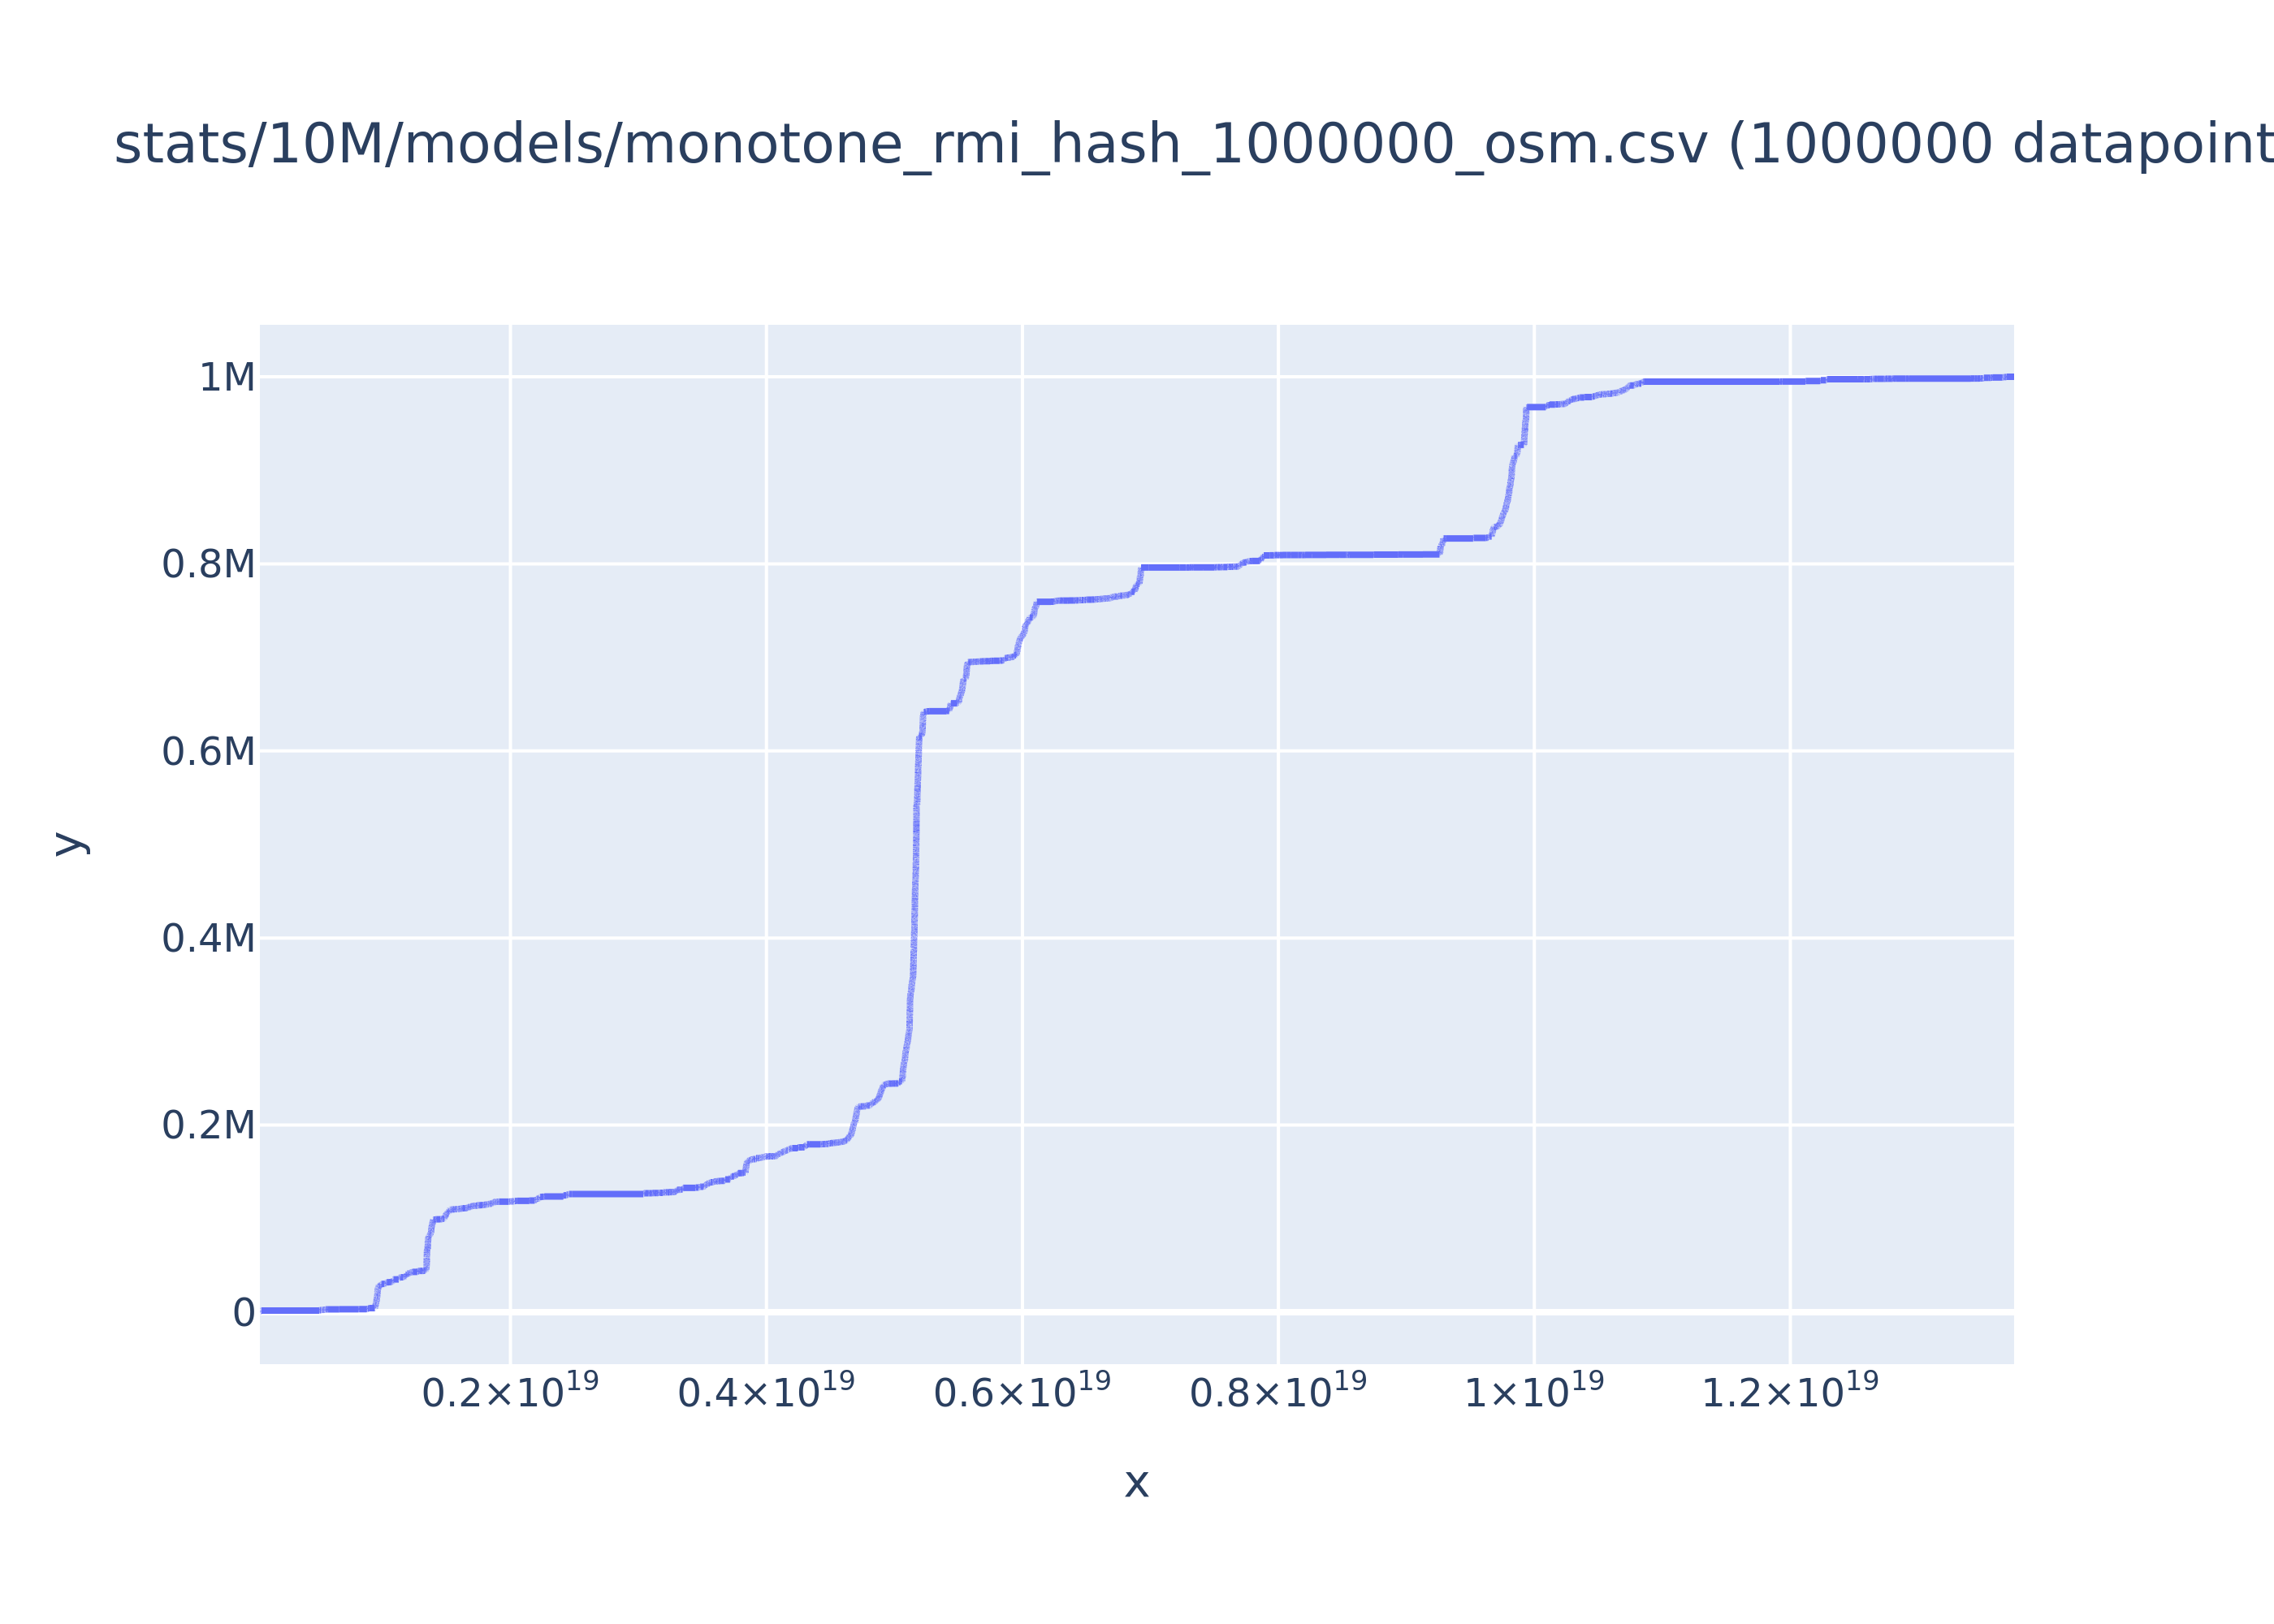 stats/10M/models/monotone_rmi_hash_1000000_osm.csv (1000000 datapoint
1M
0.8M
0.6M
0.4M
0.2M
0
y
0.2×10¹⁹
0.4×10¹⁹
0.6×10¹⁹
0.8×10¹⁹
1×10¹⁹
1.2×10¹⁹
x